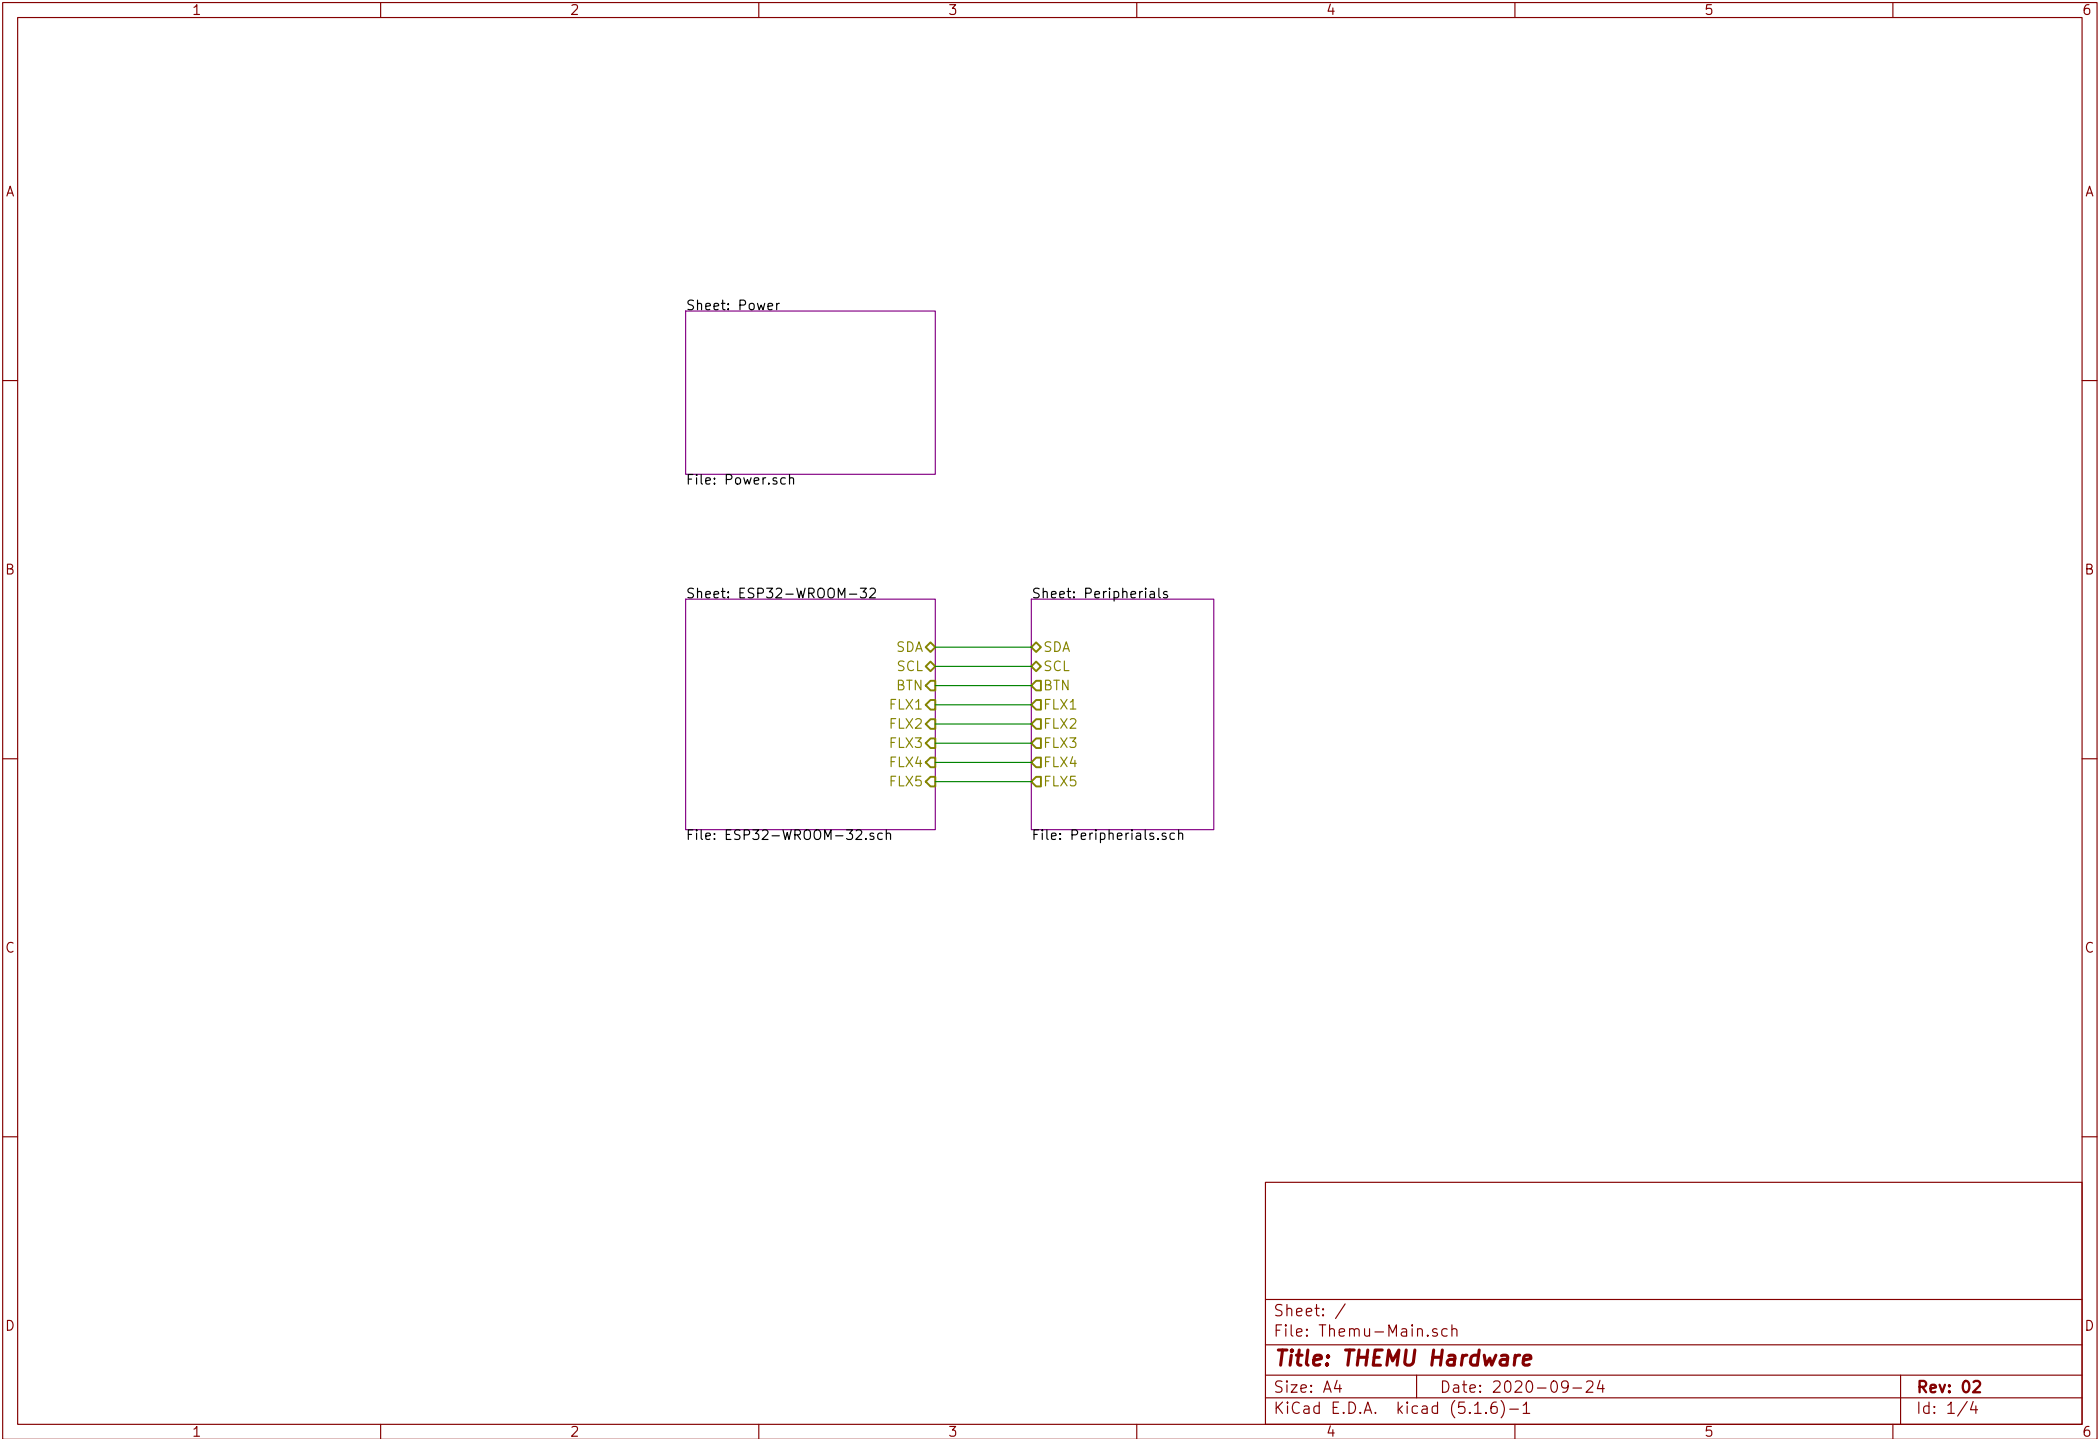 1 2 3 4 5 6
A A
Sheet: Power
File: Power.sch
B B
Sheet: ESP32-WROOM-32 Sheet: Peripherials
SDA SDA
SCL SCL
BTN BTN
FLX1 FLX1
FLX2 FLX2
FLX3 FLX3
FLX4 FLX4
FLX5 FLX5
File: ESP32-WROOM-32.sch File: Peripherials.sch
C C
Sheet: /
D D
File: Themu-Main.sch
Title: THEMU Hardware
Size: A4 Date: 2020-09-24 Rev: 02
KiCad E.D.A. kicad (5.1.6)-1 Id: 1/4
1 2 3 4 5 6